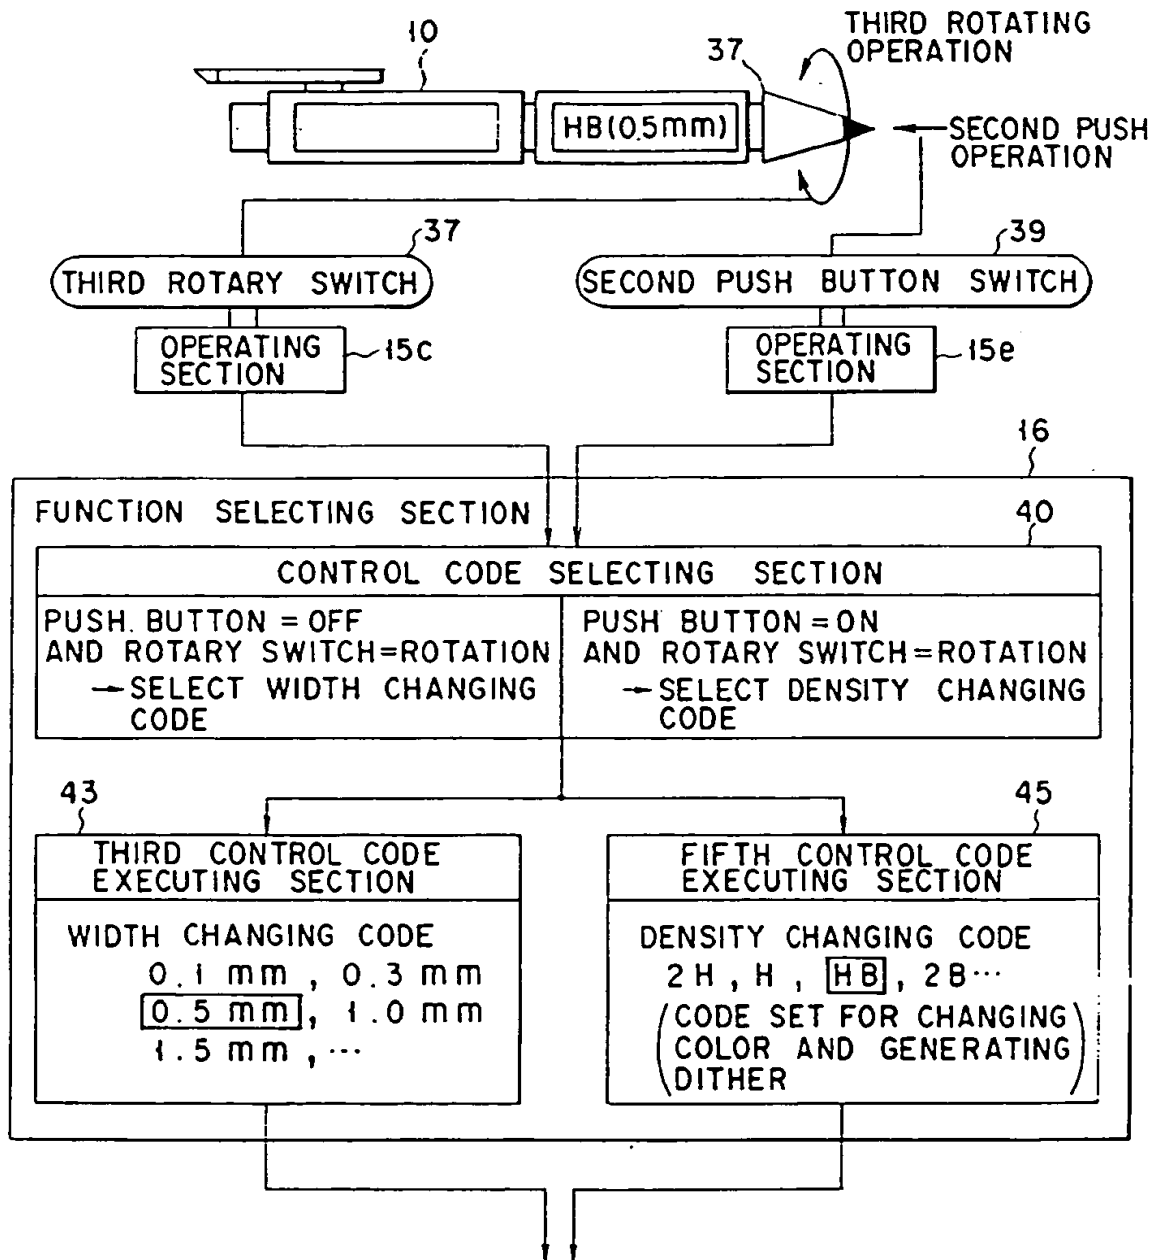 THIRD ROTATING
OPERATION
10
37
HB(0.5mm)
SECOND PUSH
OPERATION
37
39
THIRD ROTARY SWITCH
SECOND PUSH BUTTON SWITCH
OPERATING
SECTION
15c
OPERATING
SECTION
15e
16
FUNCTION SELECTING SECTION
40
CONTROL CODE SELECTING SECTION
PUSH. BUTTON = OFF
AND ROTARY SWITCH=ROTATION
→ SELECT WIDTH CHANGING
CODE
PUSH BUTTON = ON
AND ROTARY SWITCH=ROTATION
→ SELECT DENSITY CHANGING
CODE
43
THIRD CONTROL CODE
EXECUTING SECTION
WIDTH CHANGING CODE
0.1 mm , 0.3 mm
0.5 mm , 1.0 mm
1.5 mm , ...
45
FIFTH CONTROL CODE
EXECUTING SECTION
DENSITY CHANGING CODE
2H , H , HB , 2B...
(CODE SET FOR CHANGING
COLOR AND GENERATING
DITHER)